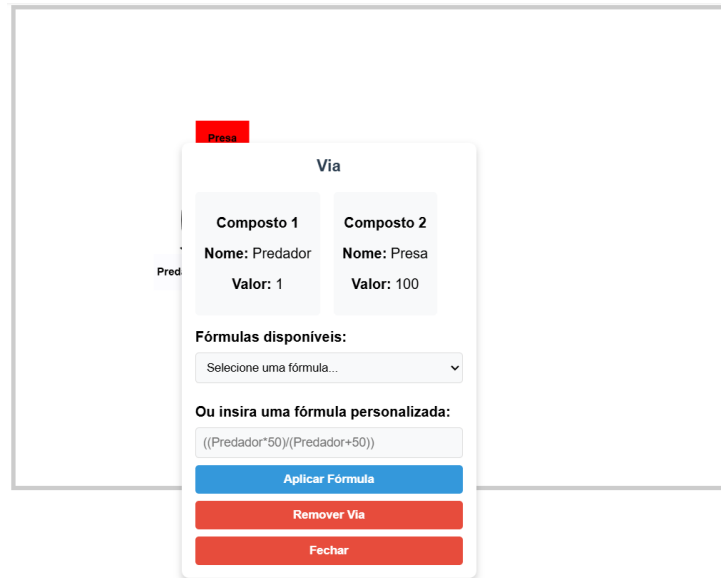 Presa
Via
Composto 1
Nome: Predador
Valor: 1
Composto 2
Nome: Presa
Valor: 100
Fórmulas disponíveis:
Selecione uma fórmula...
Ou insira uma fórmula personalizada:
((Predador*50)/(Predador+50))
Aplicar Fórmula
Remover Via
Fechar